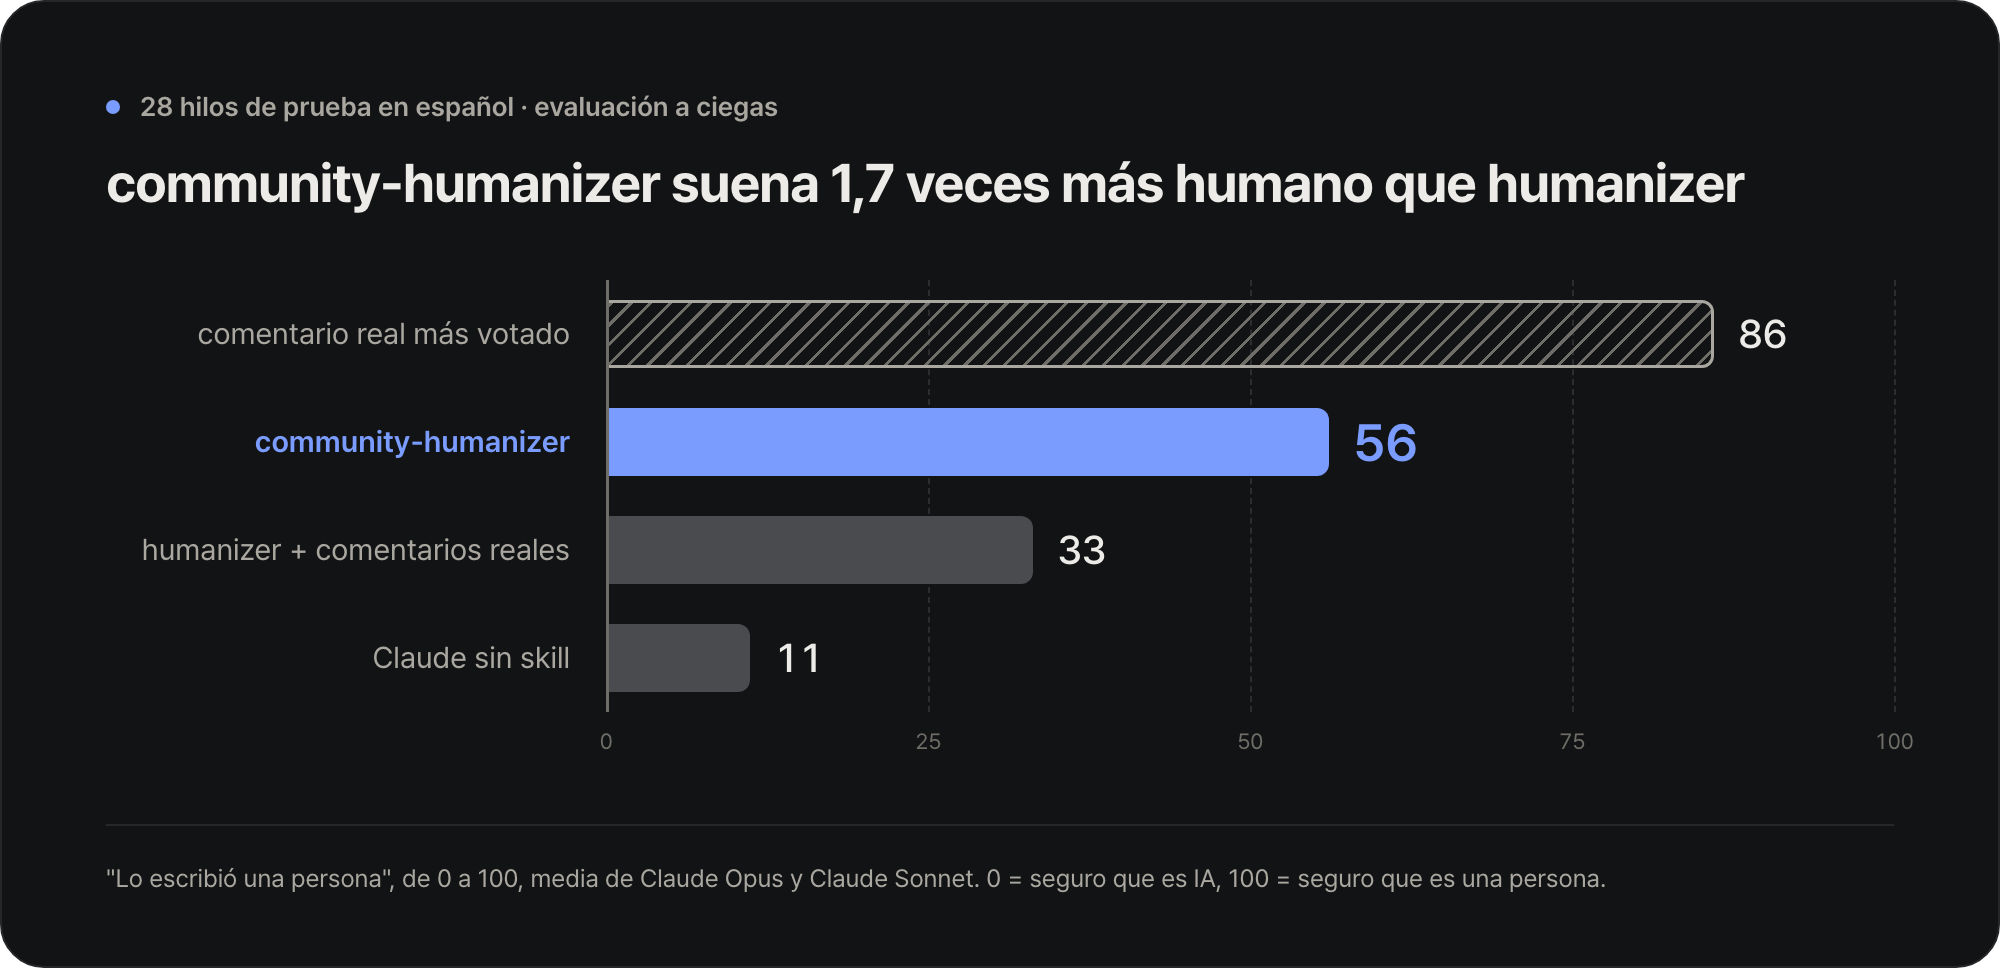 28 hilos de prueba en español · evaluación a ciegas
community-humanizer suena 1,7 veces más humano que humanizer
comentario real más votado
86
community-humanizer
56
humanizer + comentarios reales
33
Claude sin skill
11
0
25
50
75
100
"Lo escribió una persona", de 0 a 100, media de Claude Opus y Claude Sonnet. 0 = seguro que es IA, 100 = seguro que es una persona.